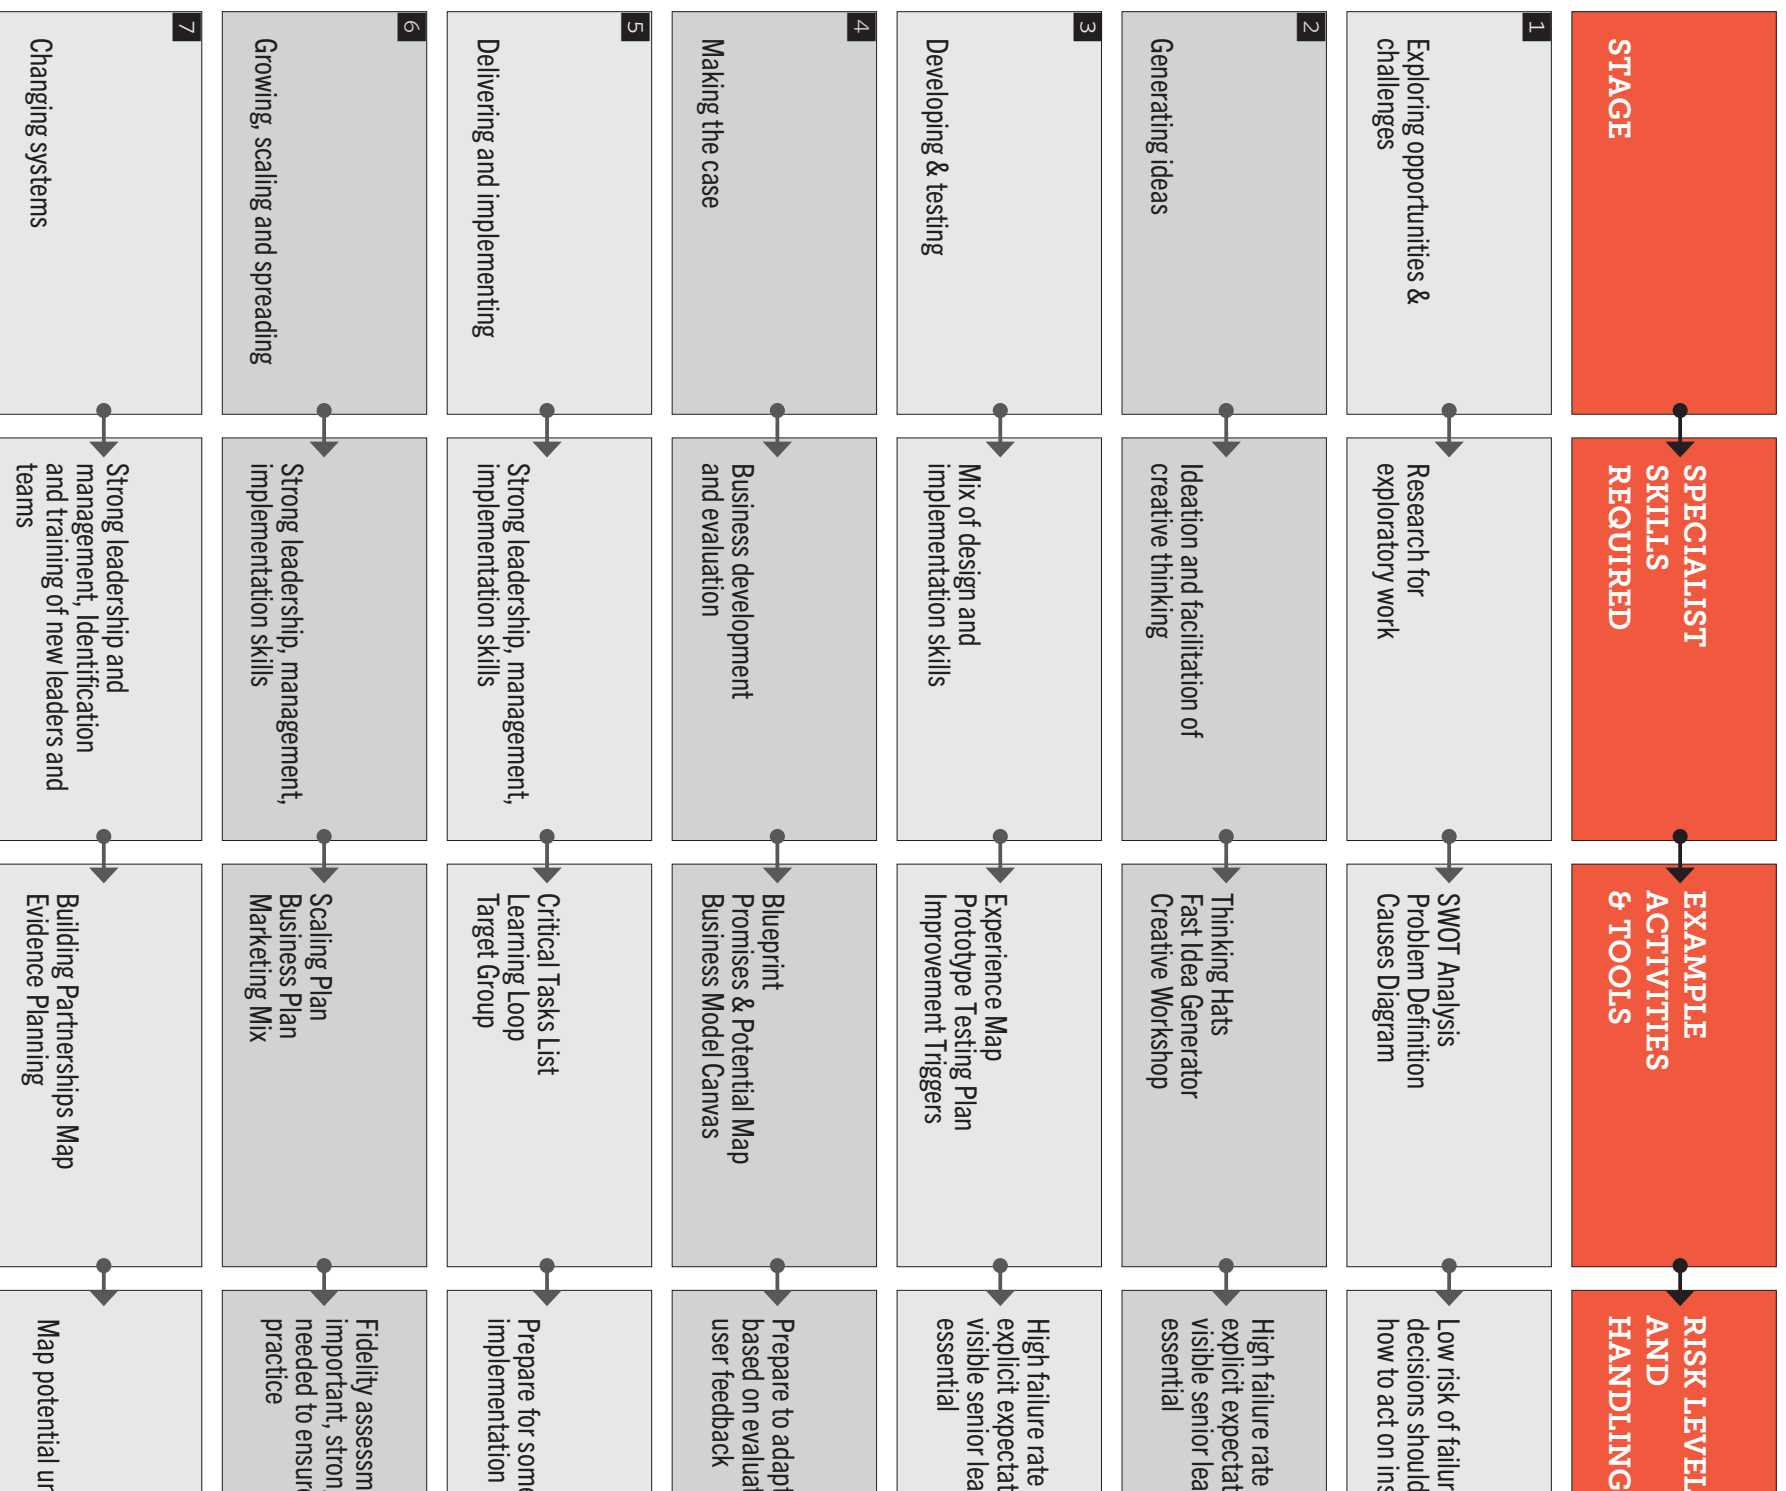 STAGE
SPECIALIST
SKILLS
REQUIRED
EXAMPLE
ACTIVITIES
& TOOLS
RISK LEVEL
AND
HANDLING
1
Exploring opportunities &
challenges
Research for
exploratory work
SWOT Analysis
Problem Definition
Causes Diagram
Low risk of failur
decisions should
how to act on ins
2
Generating ideas
Ideation and facilitation of
creative thinking
Thinking Hats
Fast Idea Generator
Creative Workshop
High failure rate
explicit expectat
visible senior lea
essential
3
Developing & testing
Mix of design and
implementation skills
Experience Map
Prototype Testing Plan
Improvement Triggers
High failure rate
explicit expectat
visible senior lea
essential
4
Making the case
Business development
and evaluation
Blueprint
Promises & Potential Map
Business Model Canvas
Prepare to adapt
based on evaluat
user feedback
5
Delivering and implementing
Strong leadership, management,
implementation skills
Critical Tasks List
Learning Loop
Target Group
Prepare for some
implementation
6
Growing, scaling and spreading
Strong leadership, management,
implementation skills
Scaling Plan
Business Plan
Marketing Mix
Fidelity assessm
important, stron
needed to ensur
practice
7
Changing systems
Strong leadership and
management, Identification
and training of new leaders and
teams
Building Partnerships Map
Evidence Planning
Map potential un